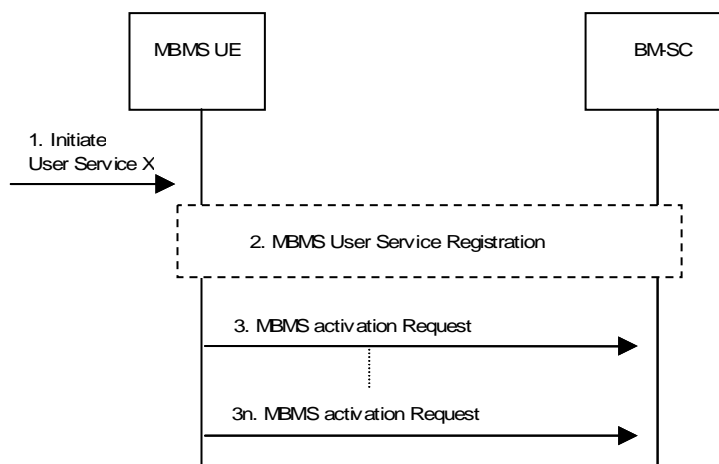 MBMS UE
BM-SC
1. Initiate
User Service X
2. MBMS User Service Registration
3. MBMS activation Request
3n. MBMS activation Request